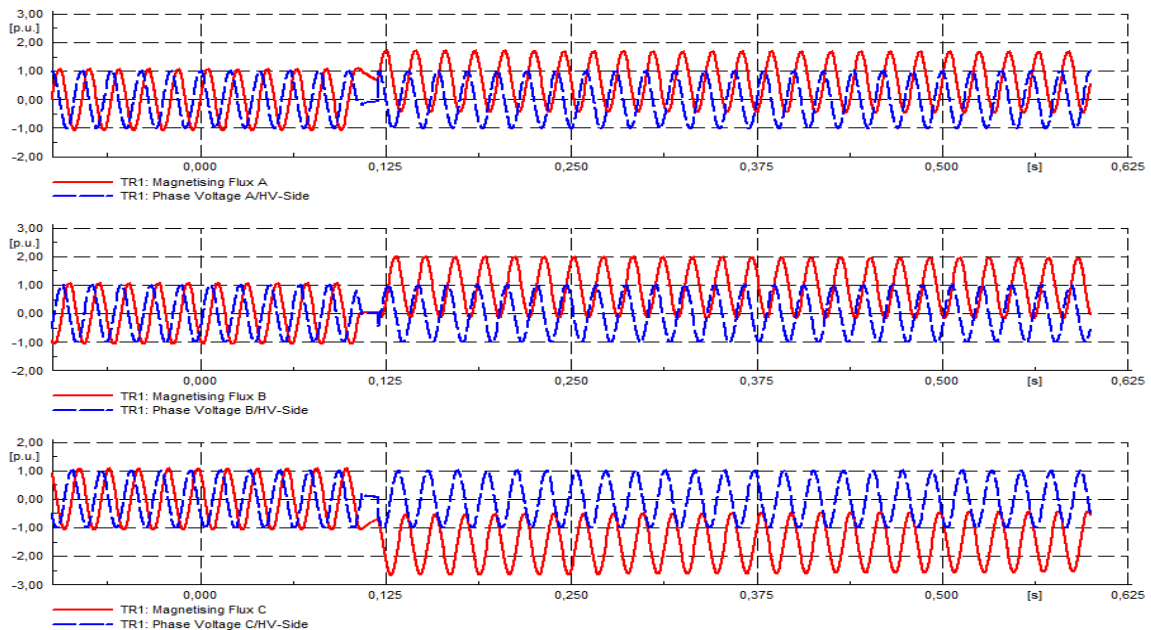 3,00
[p.u.]
2,00
1,00
0,00
-1,00
-2,00
0,000 0,125 0,250 0,375 0,500 [s] 0,625
TR1: Magnetising Flux A
TR1: Phase Voltage A/HV-Side
3,00
[p.u.]
2,00
1,00
0,00
-1,00
-2,00
0,000 0,125 0,250 0,375 0,500 [s] 0,625
TR1: Magnetising Flux B
TR1: Phase Voltage B/HV-Side
2,00
[p.u.]
1,00
0,00
-1,00
-2,00
-3,00
0,000 0,125 0,250 0,375 0,500 [s] 0,625
TR1: Magnetising Flux C
TR1: Phase Voltage C/HV-Side